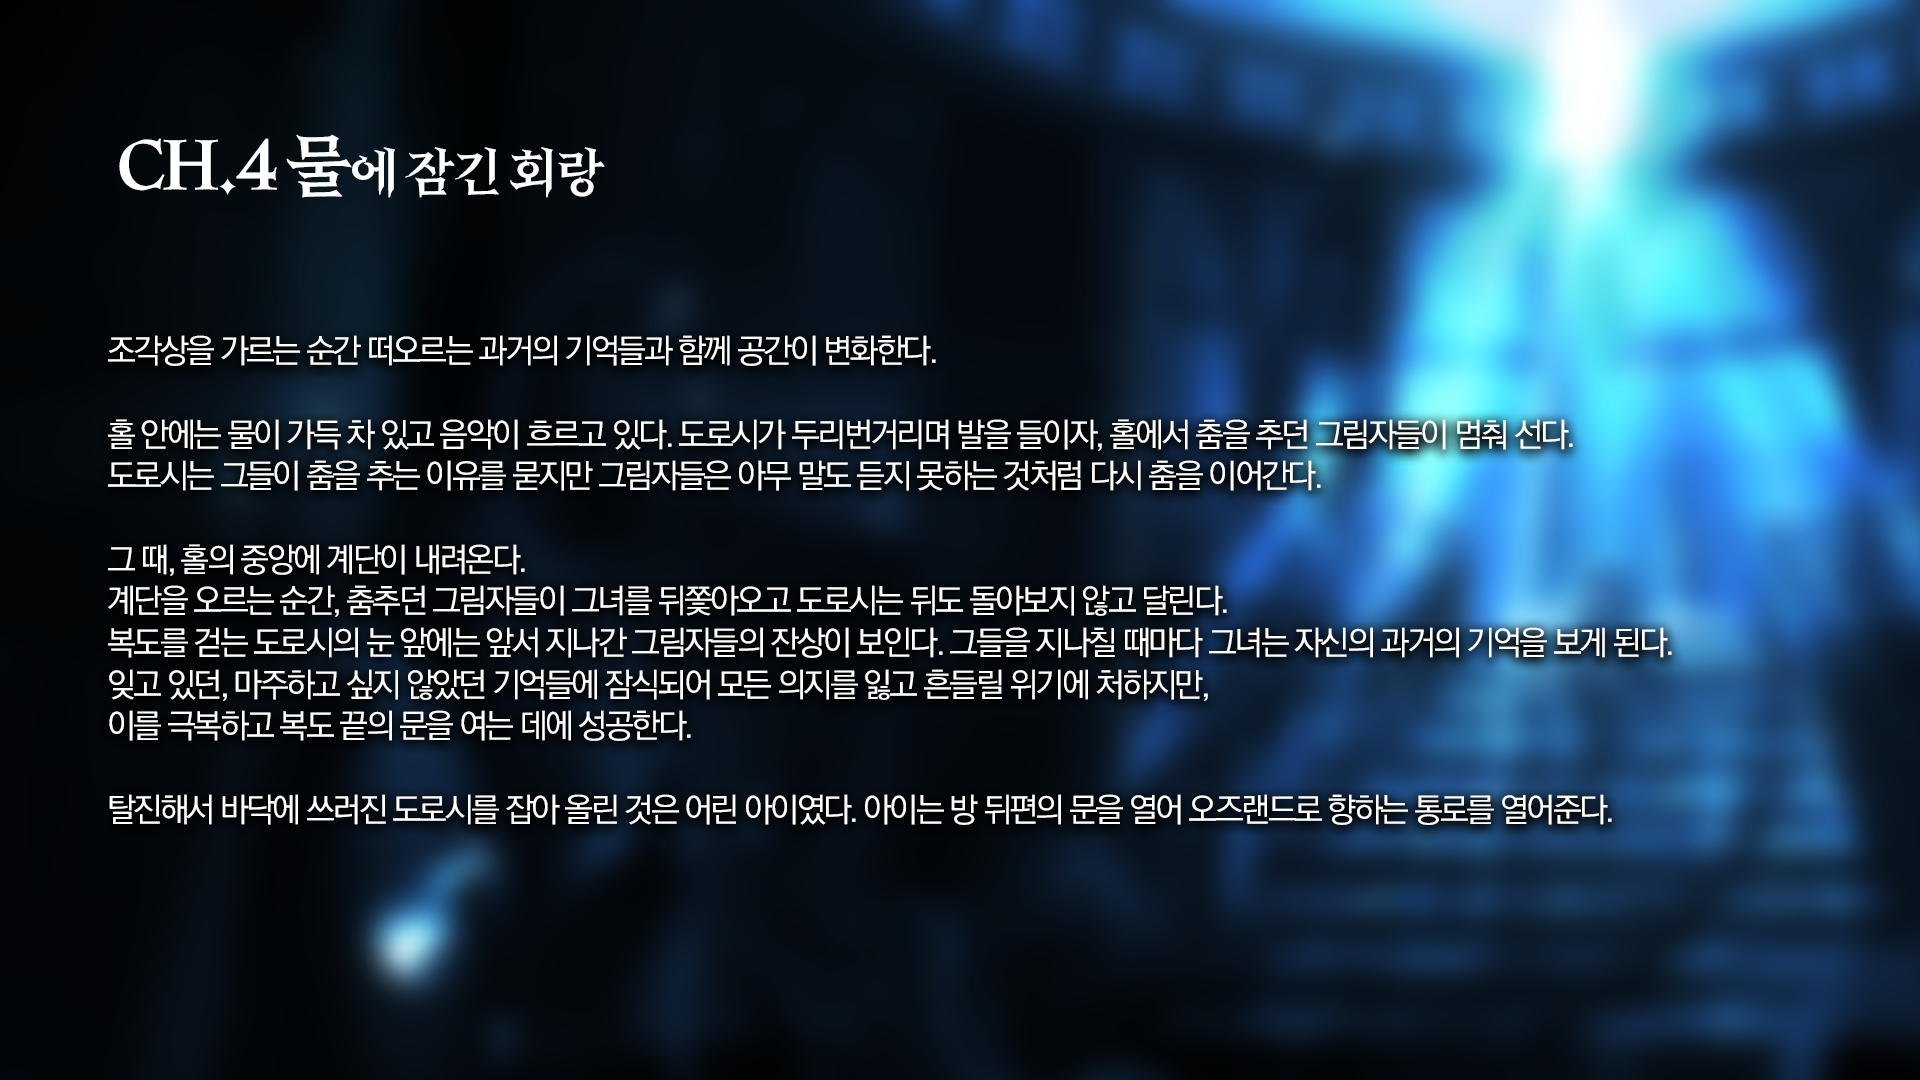 CH.4 물에 잠긴 회랑
조각상을 가르는 순간 떠오르는 과거의 기억들과 함께 공간이 변화한다.
홀 안에는 물이 가득 차 있고 음악이 흐르고 있다. 도로시가 두리번거리며 발을 들이자, 홀에서 춤을 추던 그림자들이 멈춰 선다.
도로시는 그들이 춤을 추는 이유를 묻지만 그림자들은 아무 말도 듣지 못하는 것처럼 다시 춤을 이어간다.
그 때, 홀의 중앙에 계단이 내려온다.
계단을 오르는 순간, 춤추던 그림자들이 그녀를 뒤쫓아오고 도로시는 뒤도 돌아보지 않고 달린다.
복도를 걷는 도로시의 눈 앞에는 앞서 지나간 그림자들의 잔상이 보인다. 그들을 지나칠 때마다 그녀는 자신의 과거의 기억을 보게 된다.
잊고 있던, 마주하고 싶지 않았던 기억들에 잠식되어 모든 의지를 잃고 흔들릴 위기에 처하지만,
이를 극복하고 복도 끝의 문을 여는 데에 성공한다.
탈진해서 바닥에 쓰러진 도로시를 잡아 올린 것은 어린 아이였다. 아이는 방 뒤편의 문을 열어 오즈랜드로 향하는 통로를 열어준다.